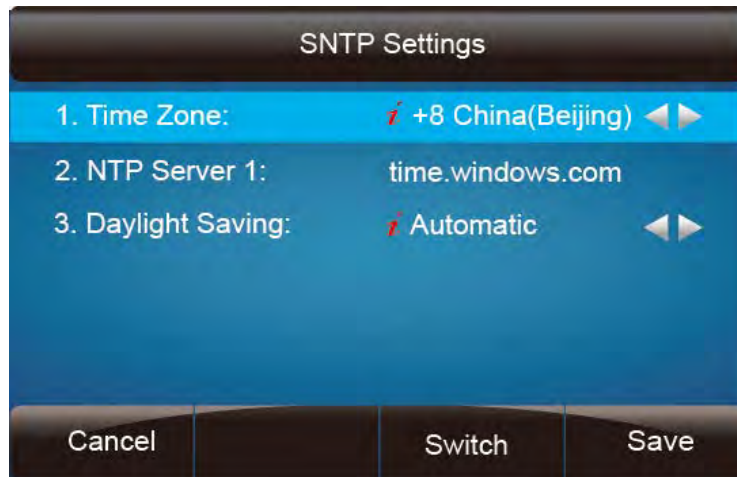 SNTP Settings
1. Time Zone: i +8 China(Beijing)
2. NTP Server 1: time.windows.com
3. Daylight Saving: i Automatic
Cancel Switch Save